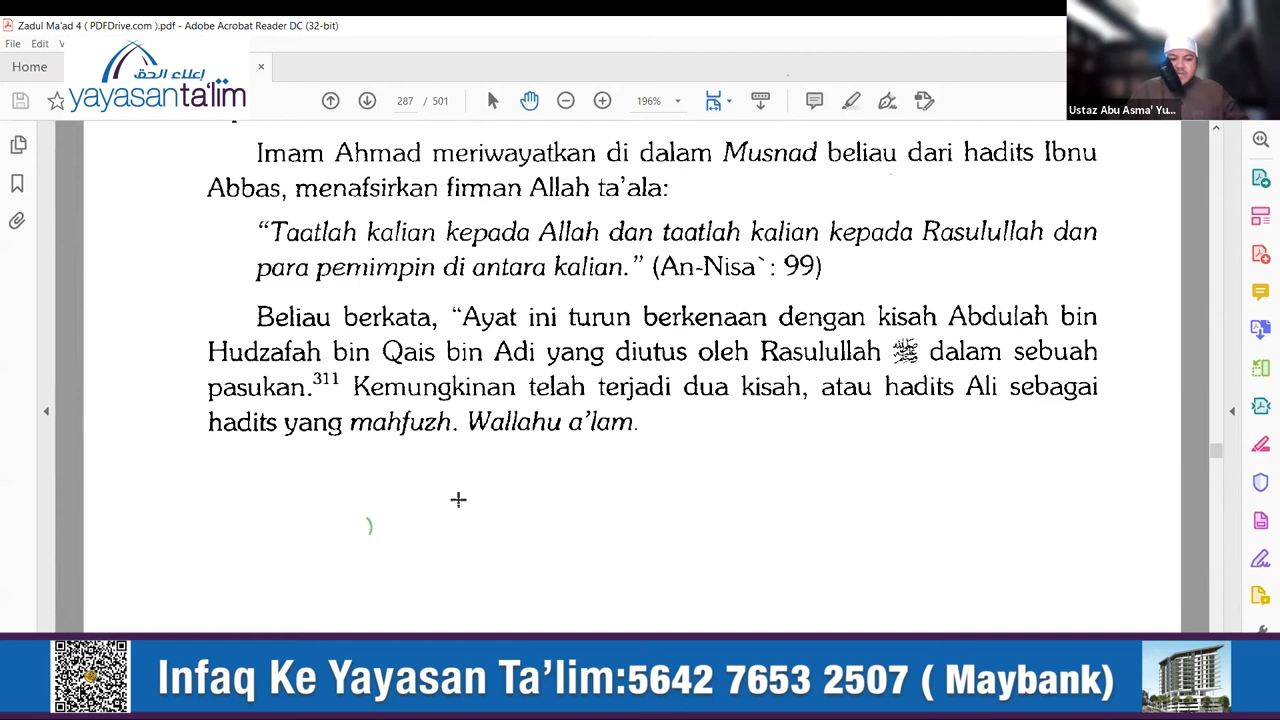 Zadul Ma'ad 4 ( PDFDrive.com ).pdf - Adobe Acrobat Reader DC (32-bit)
File Edit
Home
إعلاء الحق
yayasanta'lim
287 / 501
196%
Ustaz Abu Asma' Yu...
Imam Ahmad meriwayatkan di dalam Musnad beliau dari hadits Ibnu
Abbas, menafsirkan firman Allah ta'ala:
“Taatlah kalian kepada Allah dan taatlah kalian kepada Rasulullah dan
para pemimpin di antara kalian.” (An-Nisa`: 99)
Beliau berkata, “Ayat ini turun berkenaan dengan kisah Abdulah bin
Hudzafah bin Qais bin Adi yang diutus oleh Rasulullah ﷺ dalam sebuah
pasukan.311 Kemungkinan telah terjadi dua kisah, atau hadits Ali sebagai
hadits yang mahfuzh. Wallahu a'lam.
Infaq Ke Yayasan Ta'lim:5642 7653 2507 ( Maybank)